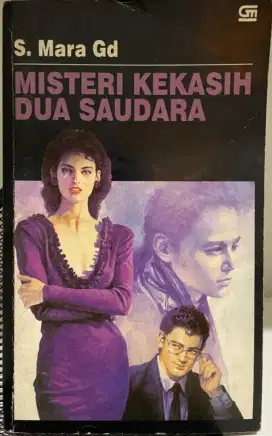 S. Mara Gd
MISTERI KEKASIH
DUA SAUDARA